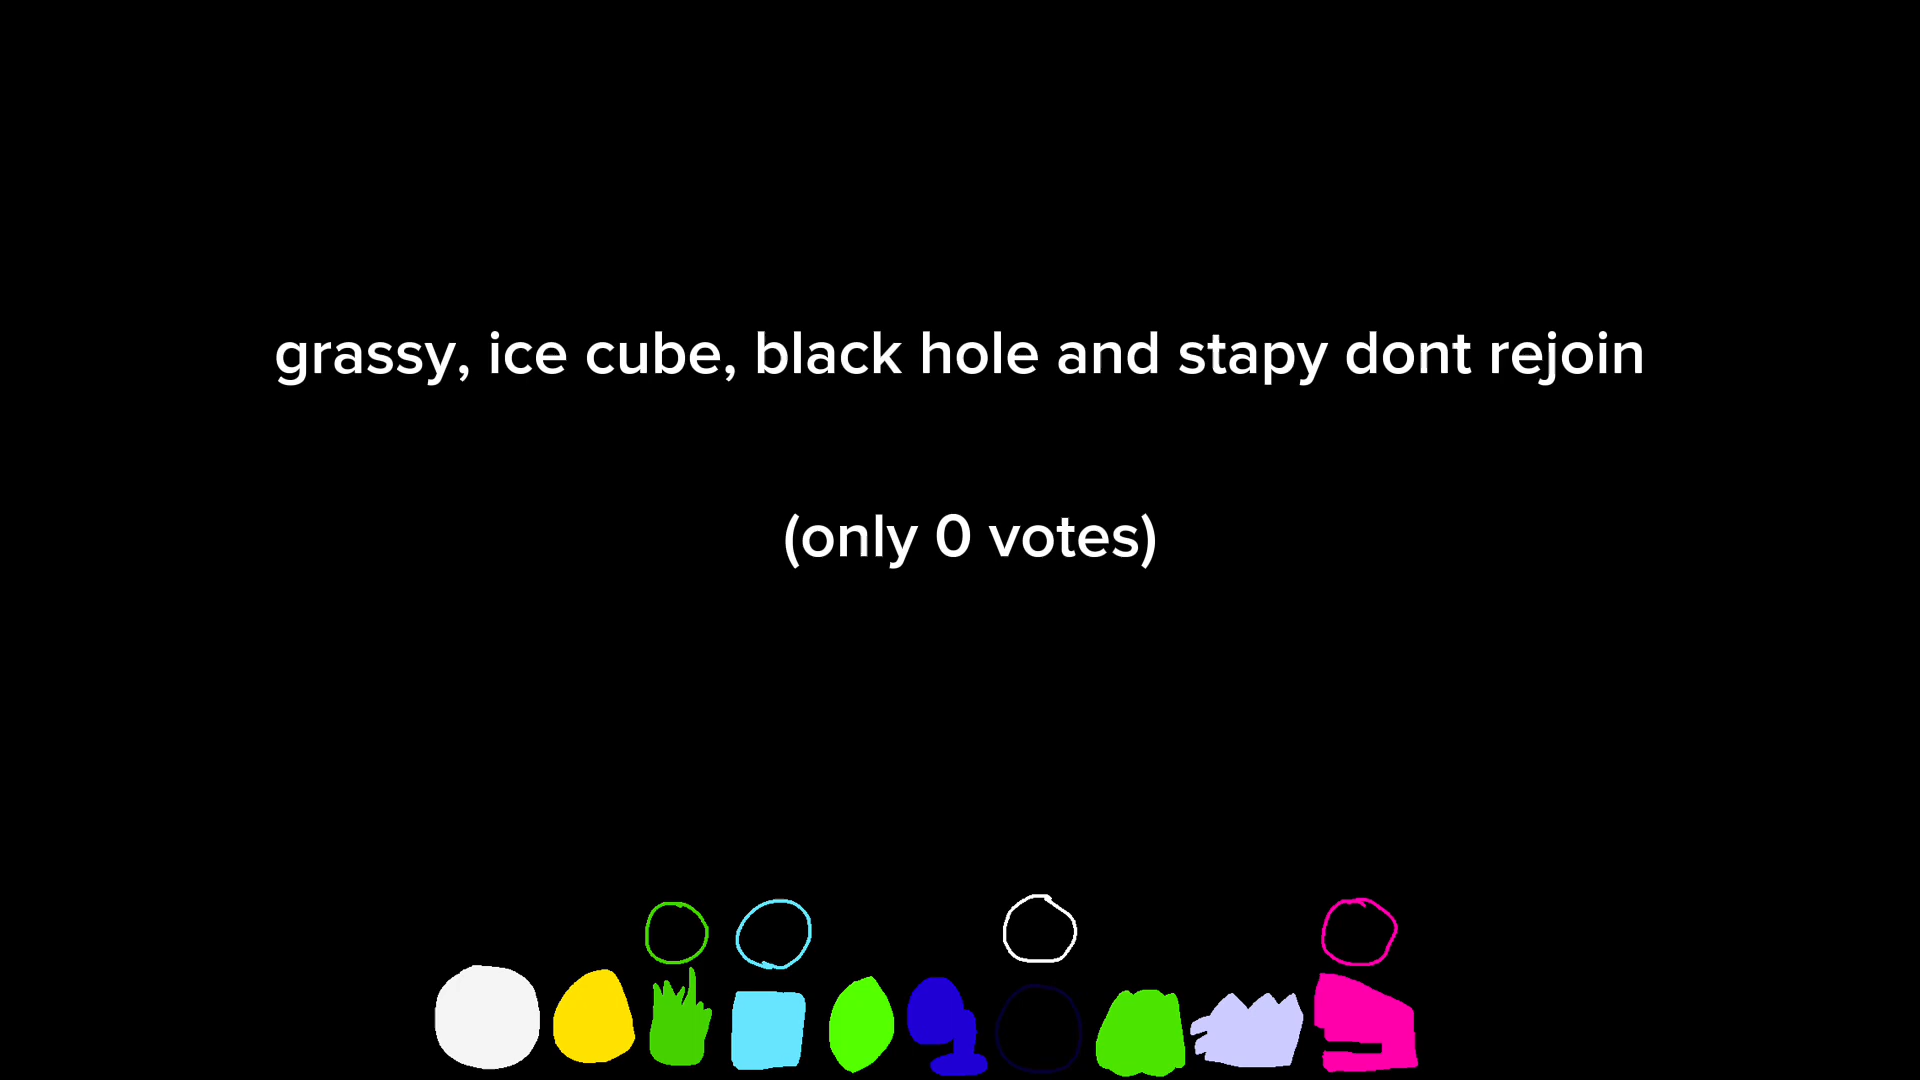 grassy, ice cube, black hole and stapy dont rejoin
(only 0 votes)